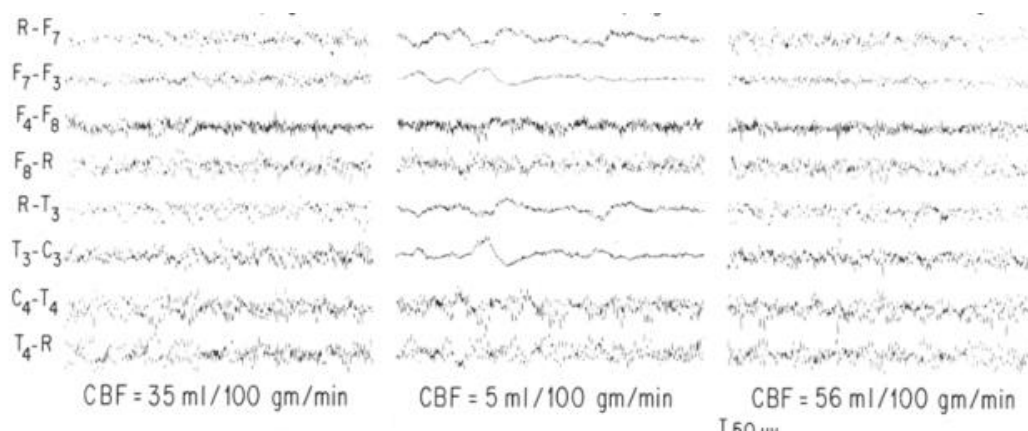 R-F₇
F₇-F₃
F₄-F₈
F₈-R
R-T₃
T₃-C₃
C₄-T₄
T₄-R
CBF = 35 ml/100 gm/min CBF = 5 ml/100 gm/min CBF = 56 ml/100 gm/min